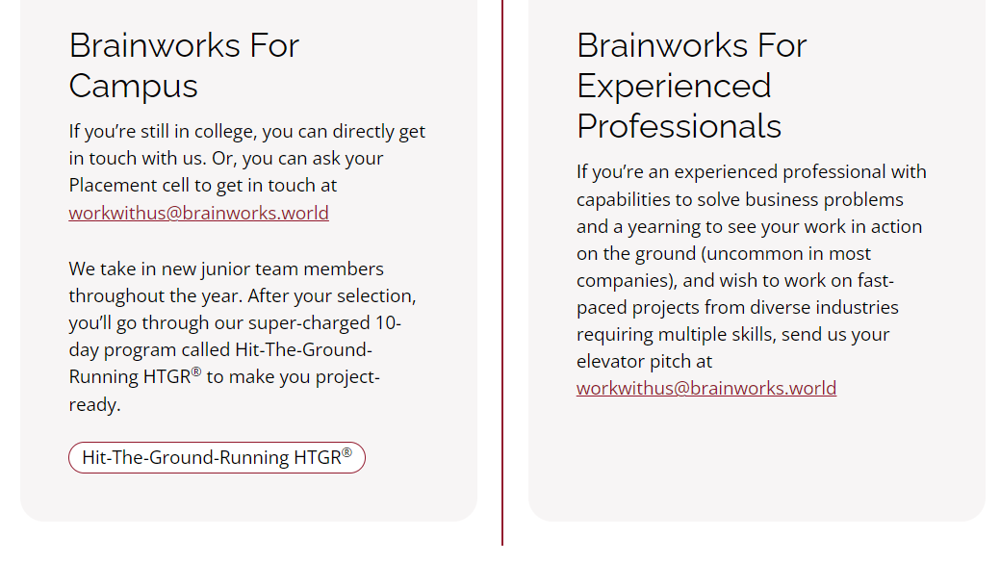 Brainworks For
Campus
If you’re still in college, you can directly get
in touch with us. Or, you can ask your
Placement cell to get in touch at
workwithus@brainworks.world
We take in new junior team members
throughout the year. After your selection,
you’ll go through our super-charged 10-
day program called Hit-The-Ground-
Running HTGR® to make you project-
ready.
Hit-The-Ground-Running HTGR®
Brainworks For
Experienced
Professionals
If you’re an experienced professional with
capabilities to solve business problems
and a yearning to see your work in action
on the ground (uncommon in most
companies), and wish to work on fast-
paced projects from diverse industries
requiring multiple skills, send us your
elevator pitch at
workwithus@brainworks.world